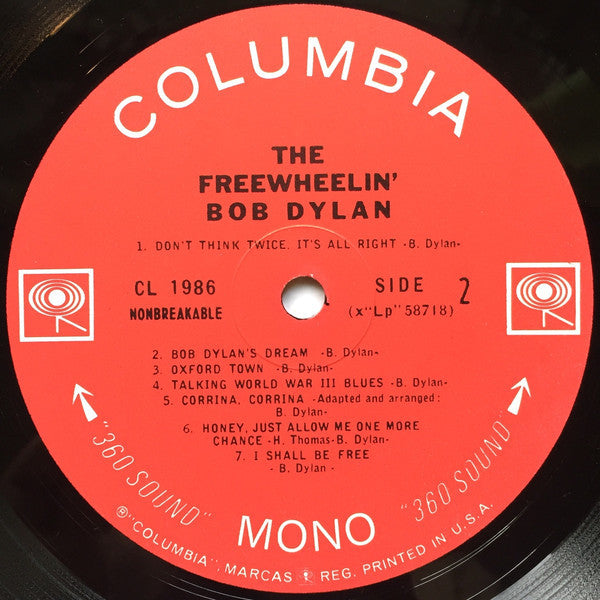 COLUMBIA
THE
FREEWHEELIN'
BOB DYLAN
1. DON'T THINK TWICE, IT'S ALL RIGHT -B. Dylan-
CL 1986
NONBREAKABLE
SIDE 2
(x"Lp" 58718)
2. BOB DYLAN'S DREAM -B. Dylan-
3. OXFORD TOWN -B. Dylan-
4. TALKING WORLD WAR III BLUES -B. Dylan-
5. CORRINA, CORRINA -Adapted and arranged:
B. Dylan-
6. HONEY, JUST ALLOW ME ONE MORE
CHANCE -H. Thomas-B. Dylan-
7. I SHALL BE FREE
- B. Dylan -
"360 SOUND"
MONO
"360 SOUND"
®"COLUMBIA", MARCAS REG. PRINTED IN U.S.A.